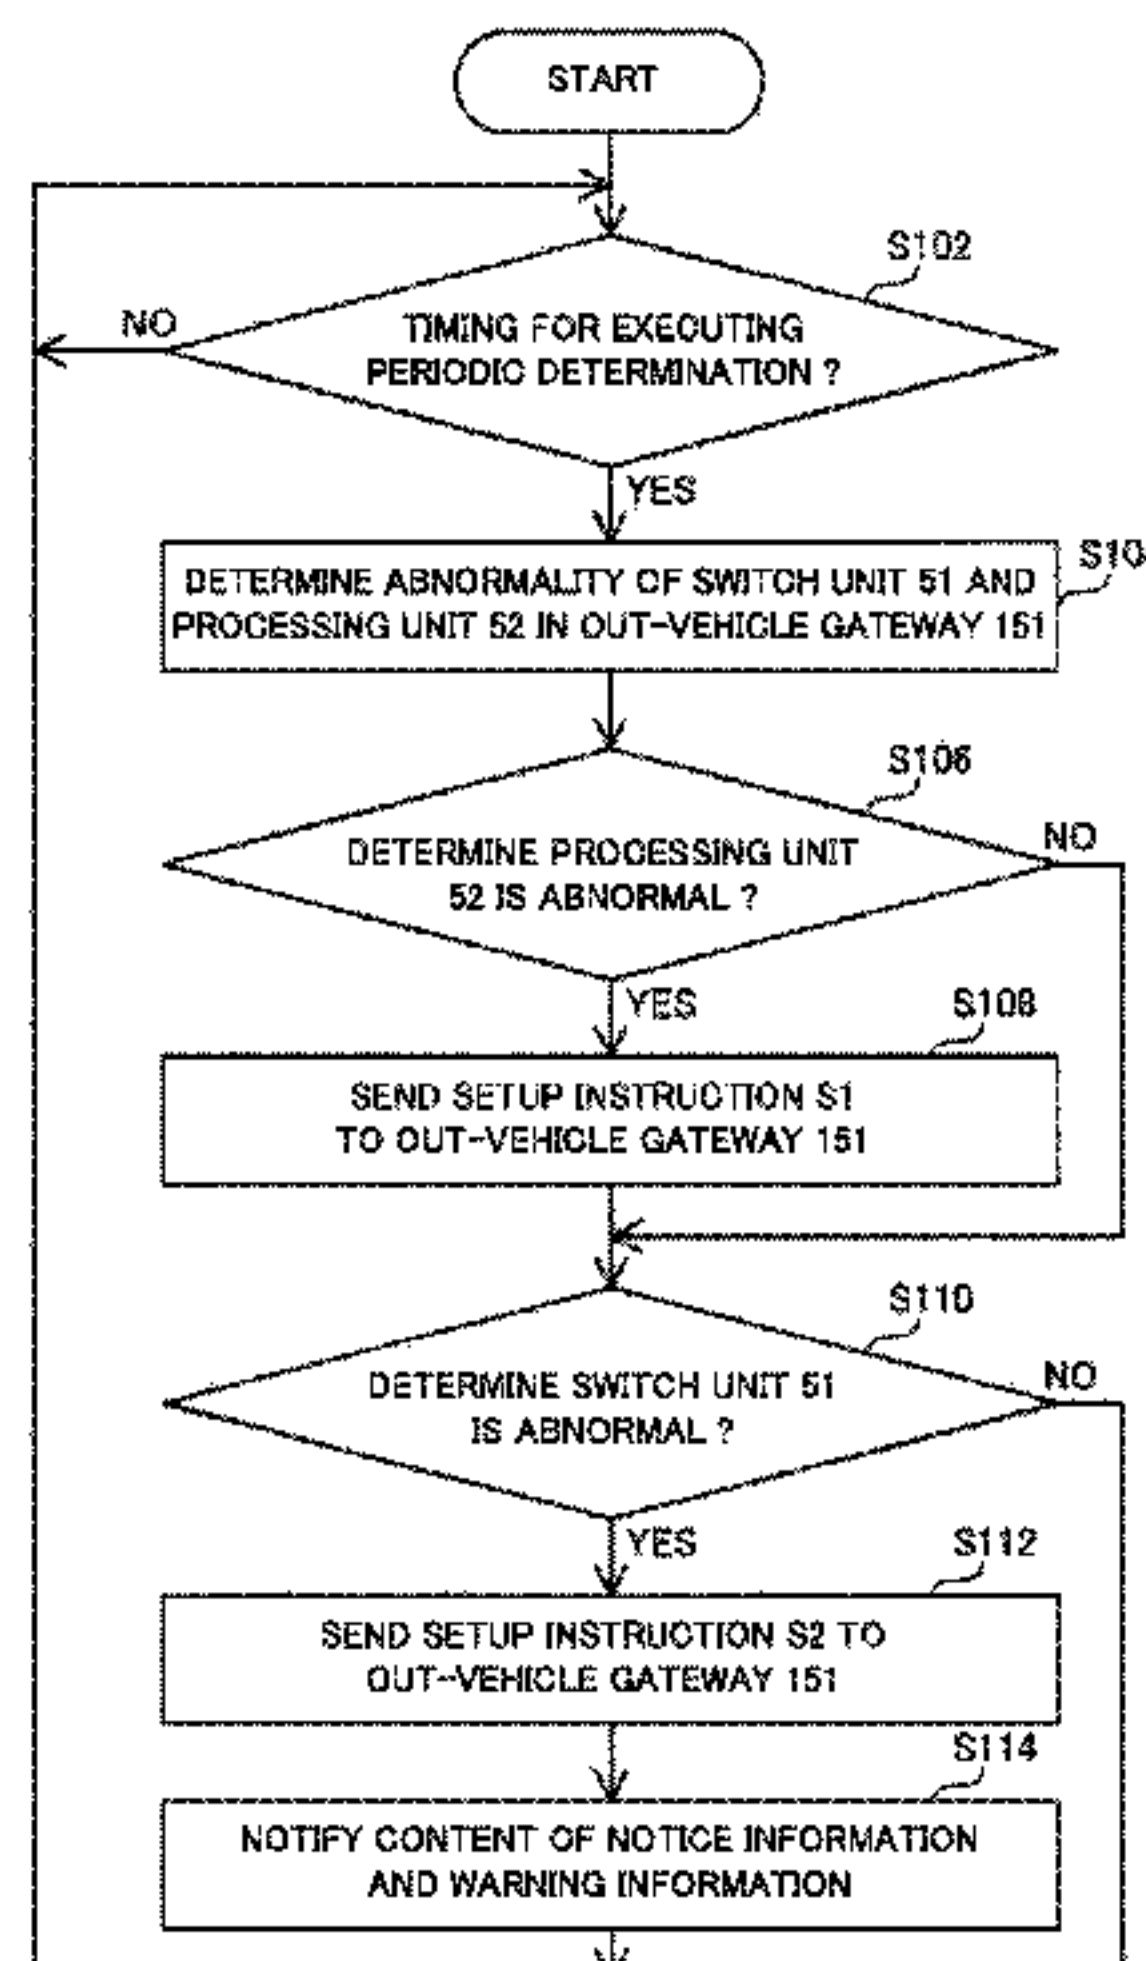 START
S102
NO
TIMING FOR EXECUTING
PERIODIC DETERMINATION ?
YES
S10
DETERMINE ABNORMALITY OF SWITCH UNIT 51 AND
PROCESSING UNIT 52 IN OUT-VEHICLE GATEWAY 151
S106
NO
DETERMINE PROCESSING UNIT
52 IS ABNORMAL ?
YES
S108
SEND SETUP INSTRUCTION S1
TO OUT-VEHICLE GATEWAY 151
S110
NO
DETERMINE SWITCH UNIT 51
IS ABNORMAL ?
YES
S112
SEND SETUP INSTRUCTION S2 TO
OUT-VEHICLE GATEWAY 151
S114
NOTIFY CONTENT OF NOTICE INFORMATION
AND WARNING INFORMATION